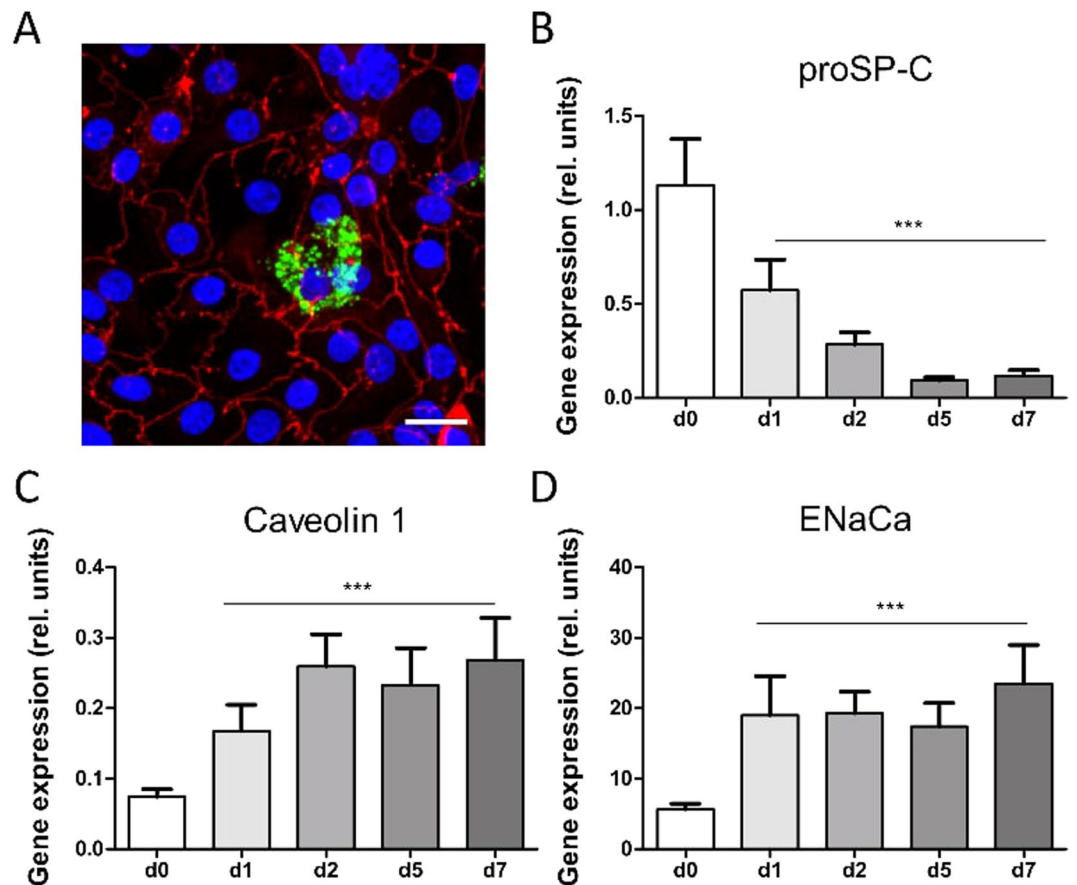 A
B
proSP-C
Gene expression (rel. units)
1.5
1.0
0.5
0.0
***
d0 d1 d2 d5 d7
C
Caveolin 1
Gene expression (rel. units)
0.4
0.3
0.2
0.1
0.0
***
d0 d1 d2 d5 d7
D
ENaCa
Gene expression (rel. units)
40
30
20
10
0
***
d0 d1 d2 d5 d7